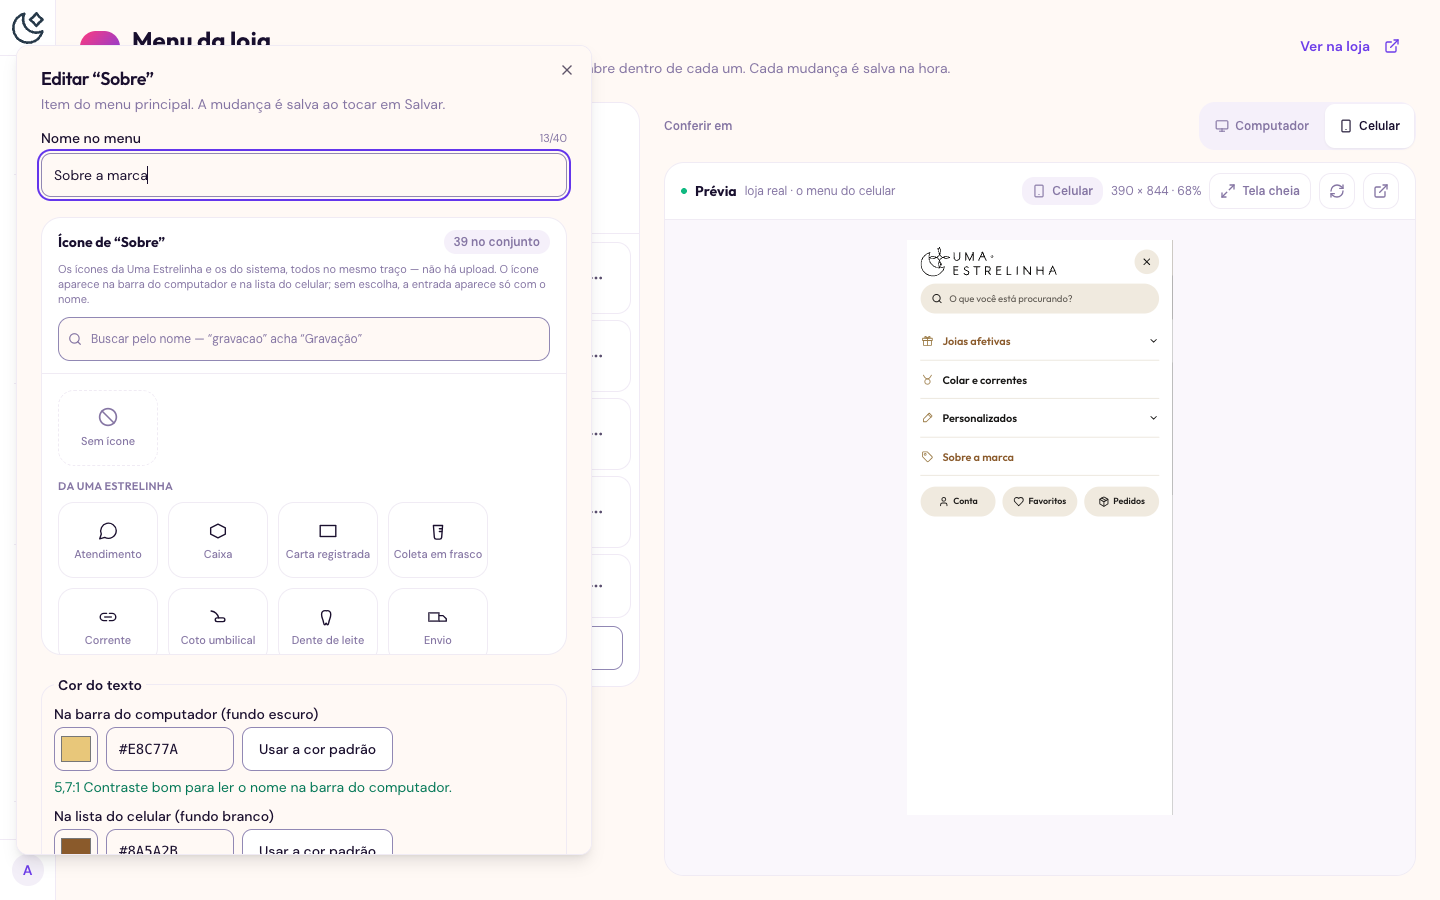 Menu da loja
bre dentro de cada um. Cada mudança é salva na hora.
Ver na loja
Editar “Sobre”
Item do menu principal. A mudança é salva ao tocar em Salvar.
Nome no menu
13/40
Sobre a marca
Ícone de “Sobre”
39 no conjunto
Os ícones da Uma Estrelinha e os do sistema, todos no mesmo traço — não há upload. O ícone
aparece na barra do computador e na lista do celular; sem escolha, a entrada aparece só com o
nome.
Buscar pelo nome — “gravacao” acha “Gravação”
Sem ícone
DA UMA ESTRELINHA
Atendimento
Caixa
Carta registrada
Coleta em frasco
Corrente
Coto umbilical
Dente de leite
Envio
Cor do texto
Na barra do computador (fundo escuro)
#E8C77A
Usar a cor padrão
5,7:1 Contraste bom para ler o nome na barra do computador.
Na lista do celular (fundo branco)
#8A5A2B
Usar a cor padrão
A
Conferir em
Computador
Celular
Prévia
loja real · o menu do celular
Celular
390 × 844 · 68%
Tela cheia
UMA
ESTRELINHA
O que você está procurando?
Joias afetivas
Colar e correntes
Personalizados
Sobre a marca
Conta
Favoritos
Pedidos